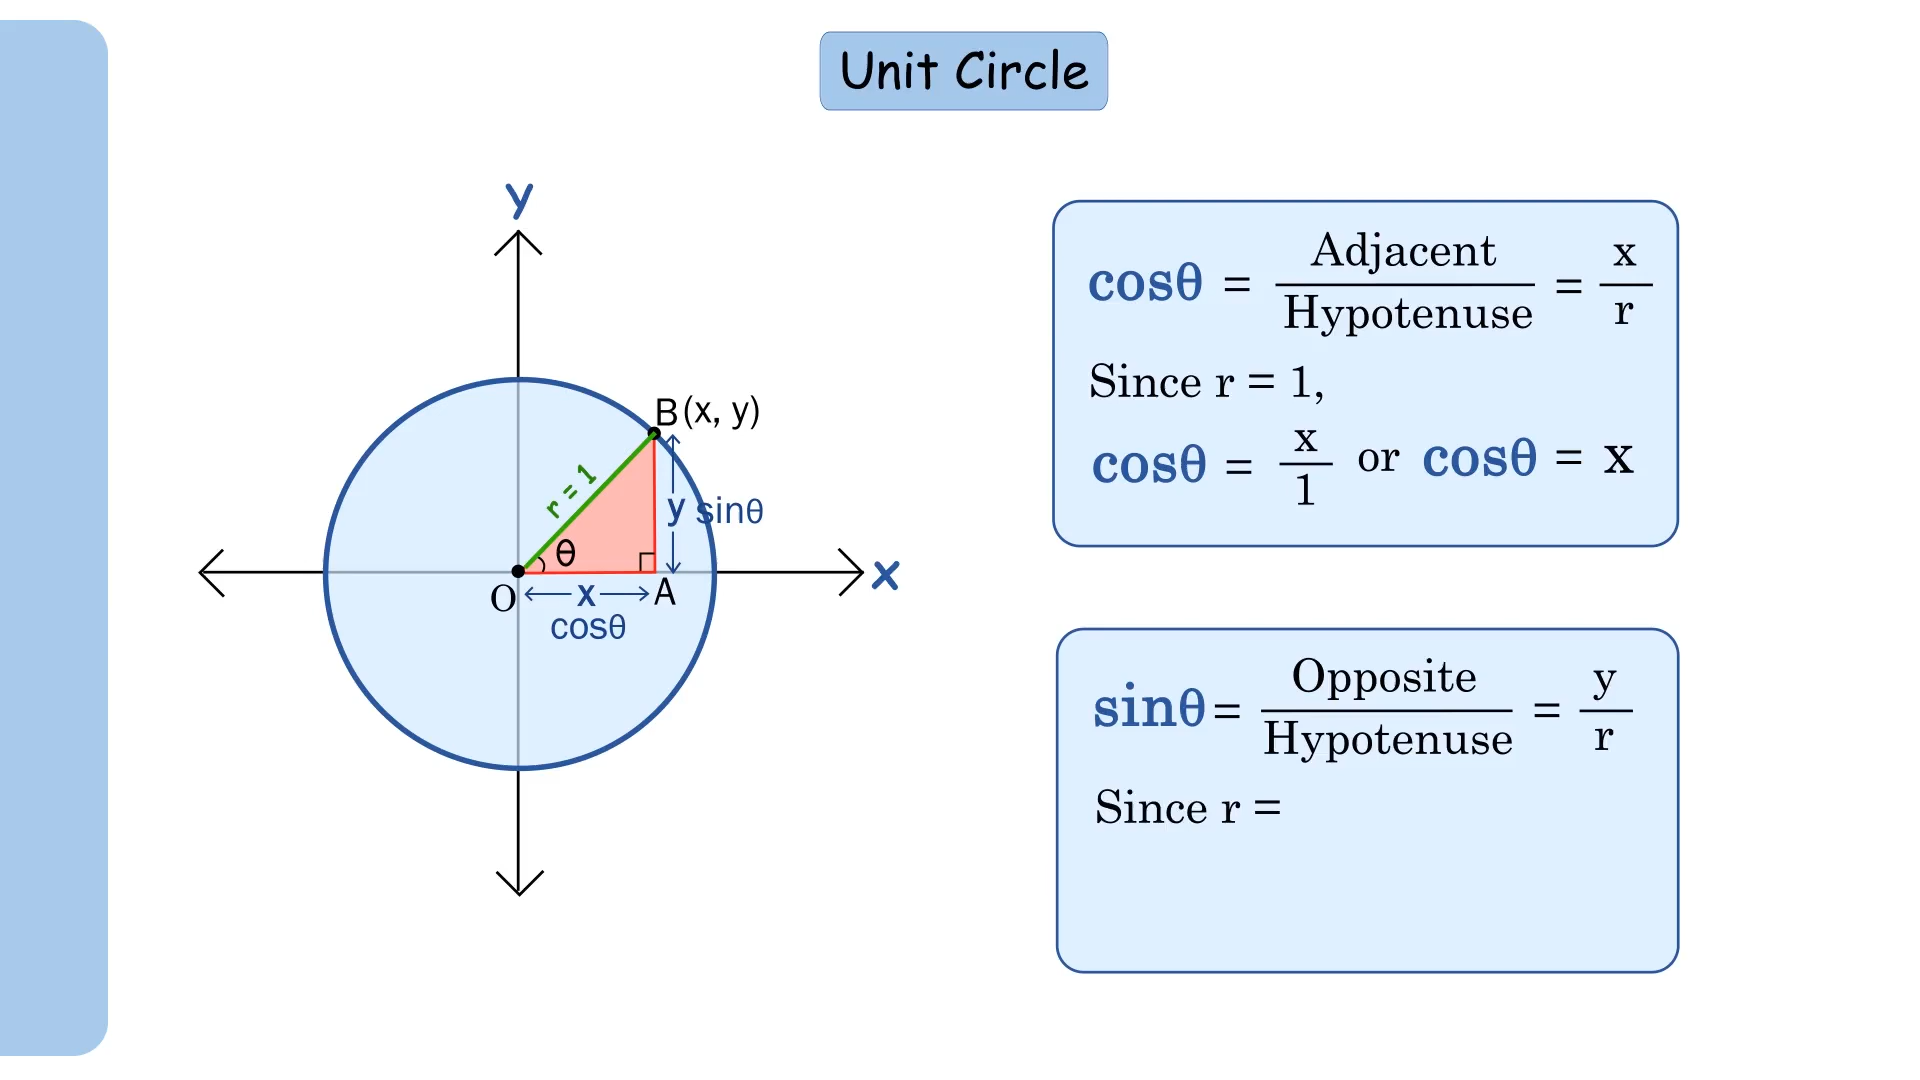 Unit Circle
y
B (x, y)
r = 1
y sinθ
θ
x
O x A
cosθ
cosθ = Adjacent / Hypotenuse = x / r
Since r = 1,
cosθ = x / 1 or cosθ = x
sinθ = Opposite / Hypotenuse = y / r
Since r =